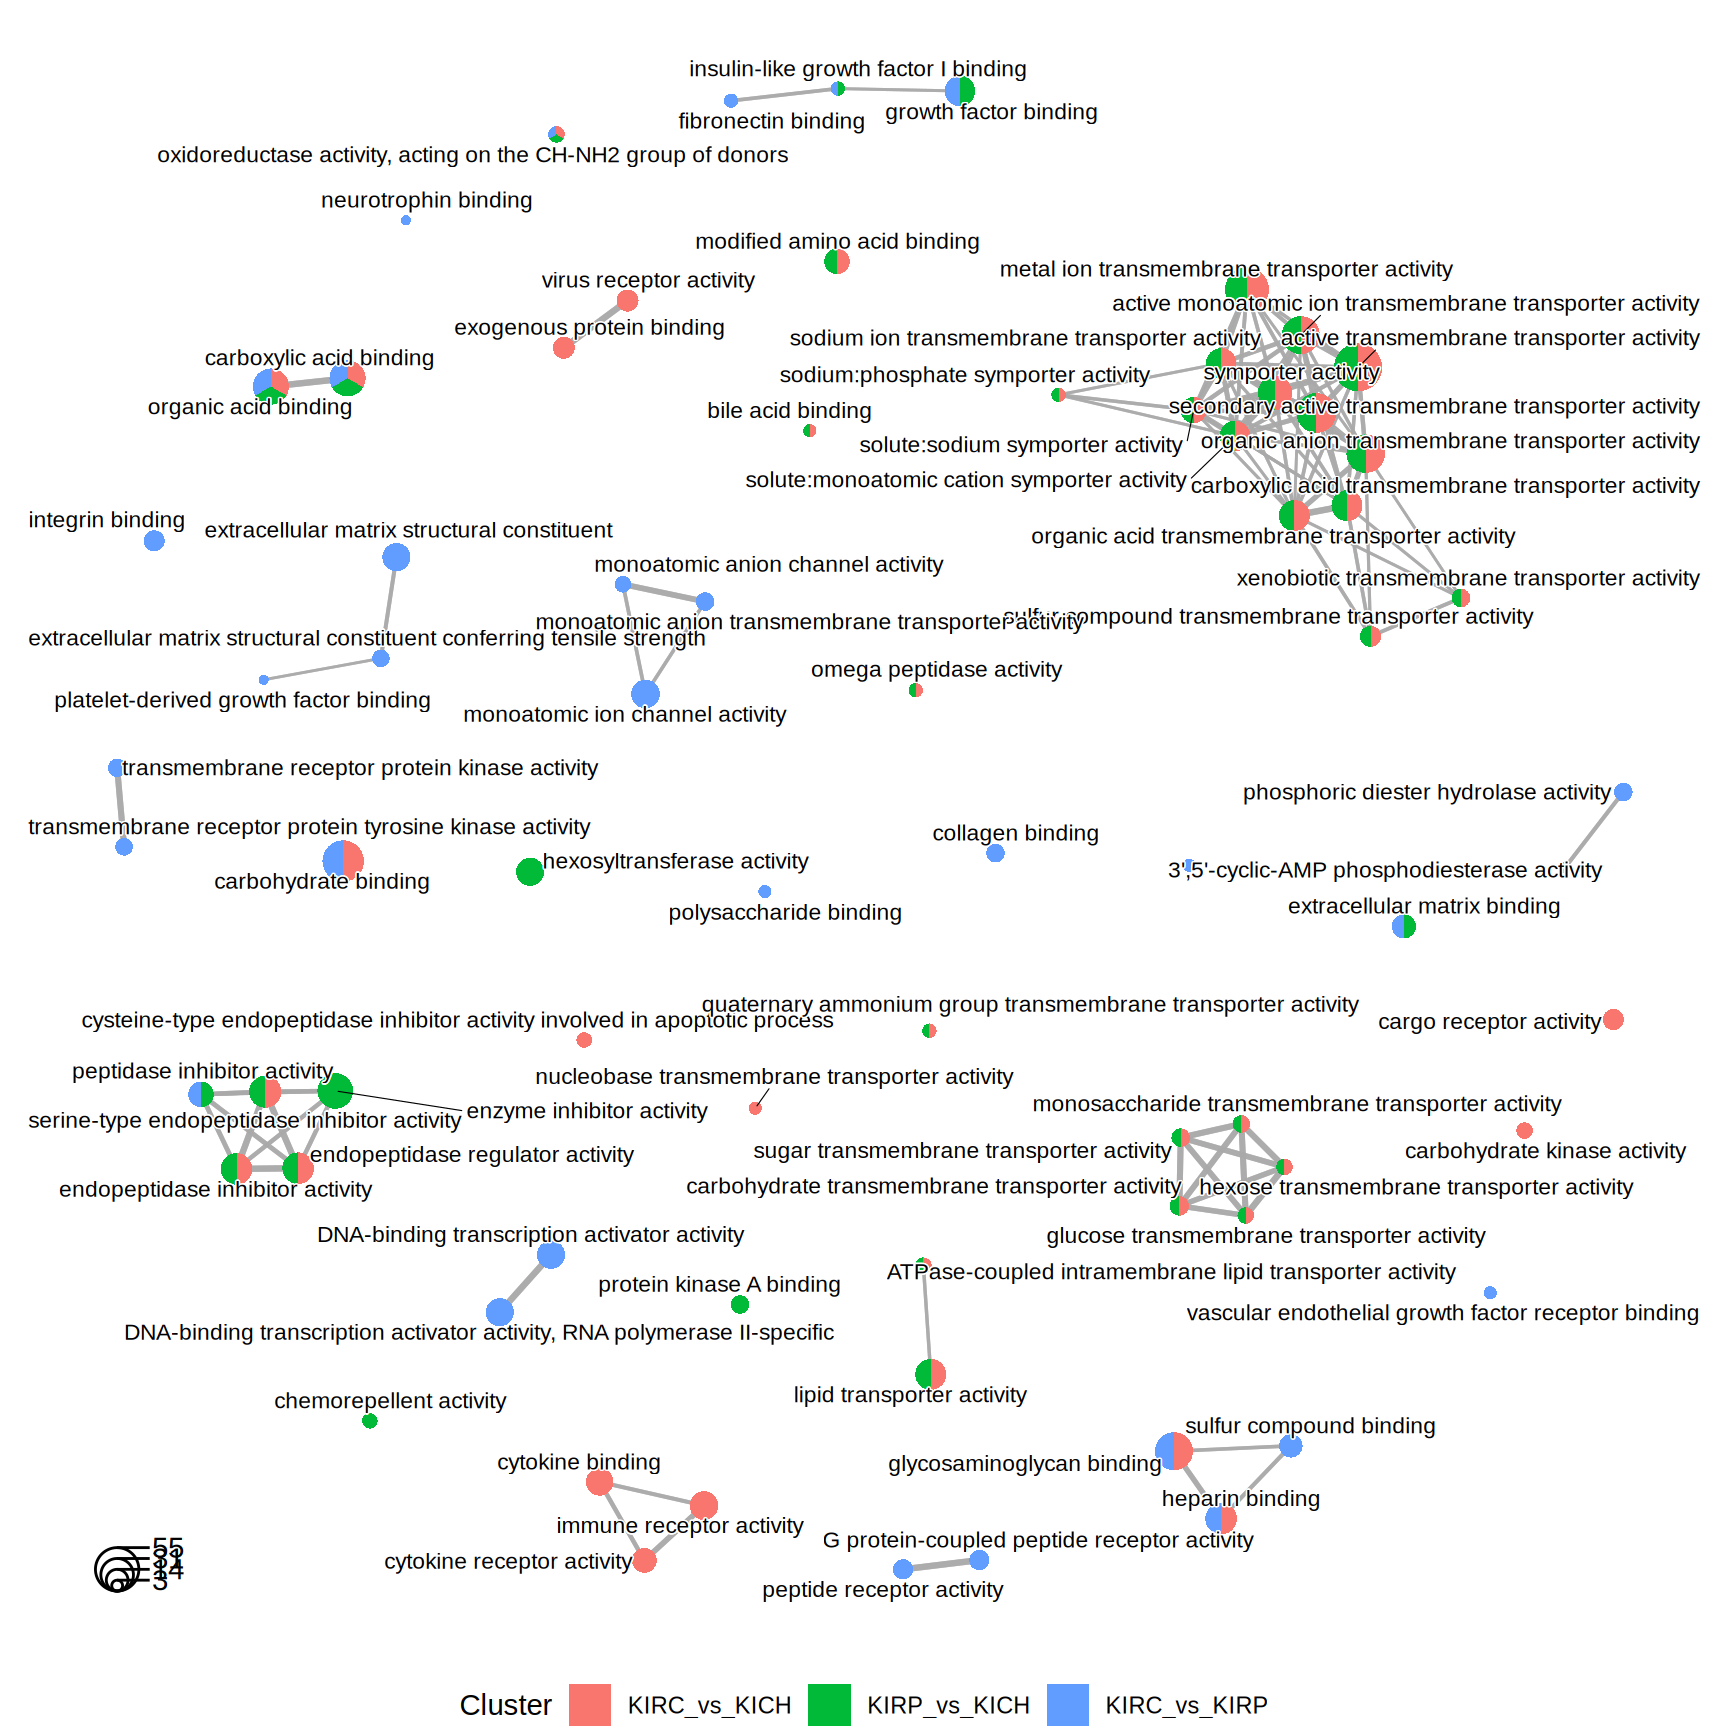 insulin-like growth factor I binding
growth factor binding
fibronectin binding
oxidoreductase activity, acting on the CH-NH2 group of donors
neurotrophin binding
modified amino acid binding
metal ion transmembrane transporter activity
virus receptor activity
active monoatomic ion transmembrane transporter activity
exogenous protein binding
sodium ion transmembrane transporter activity
active transmembrane transporter activity
carboxylic acid binding
symporter activity
sodium:phosphate symporter activity
organic acid binding
secondary active transmembrane transporter activity
bile acid binding
organic anion transmembrane transporter activity
solute:sodium symporter activity
solute:monoatomic cation symporter activity
carboxylic acid transmembrane transporter activity
integrin binding
extracellular matrix structural constituent
organic acid transmembrane transporter activity
monoatomic anion channel activity
xenobiotic transmembrane transporter activity
sulfur compound transmembrane transporter activity
monoatomic anion transmembrane transporter activity
extracellular matrix structural constituent conferring tensile strength
omega peptidase activity
platelet-derived growth factor binding
monoatomic ion channel activity
transmembrane receptor protein kinase activity
phosphoric diester hydrolase activity
transmembrane receptor protein tyrosine kinase activity
collagen binding
hexosyltransferase activity
3',5'-cyclic-AMP phosphodiesterase activity
carbohydrate binding
extracellular matrix binding
polysaccharide binding
quaternary ammonium group transmembrane transporter activity
cysteine-type endopeptidase inhibitor activity involved in apoptotic process
cargo receptor activity
peptidase inhibitor activity
nucleobase transmembrane transporter activity
monosaccharide transmembrane transporter activity
enzyme inhibitor activity
serine-type endopeptidase inhibitor activity
sugar transmembrane transporter activity
carbohydrate kinase activity
endopeptidase regulator activity
carbohydrate transmembrane transporter activity
hexose transmembrane transporter activity
endopeptidase inhibitor activity
DNA-binding transcription activator activity
glucose transmembrane transporter activity
ATPase-coupled intramembrane lipid transporter activity
protein kinase A binding
vascular endothelial growth factor receptor binding
DNA-binding transcription activator activity, RNA polymerase II-specific
lipid transporter activity
chemorepellent activity
sulfur compound binding
cytokine binding
glycosaminoglycan binding
heparin binding
immune receptor activity
G protein-coupled peptide receptor activity
cytokine receptor activity
peptide receptor activity
55
31
14
3
Cluster
KIRC_vs_KICH
KIRP_vs_KICH
KIRC_vs_KIRP